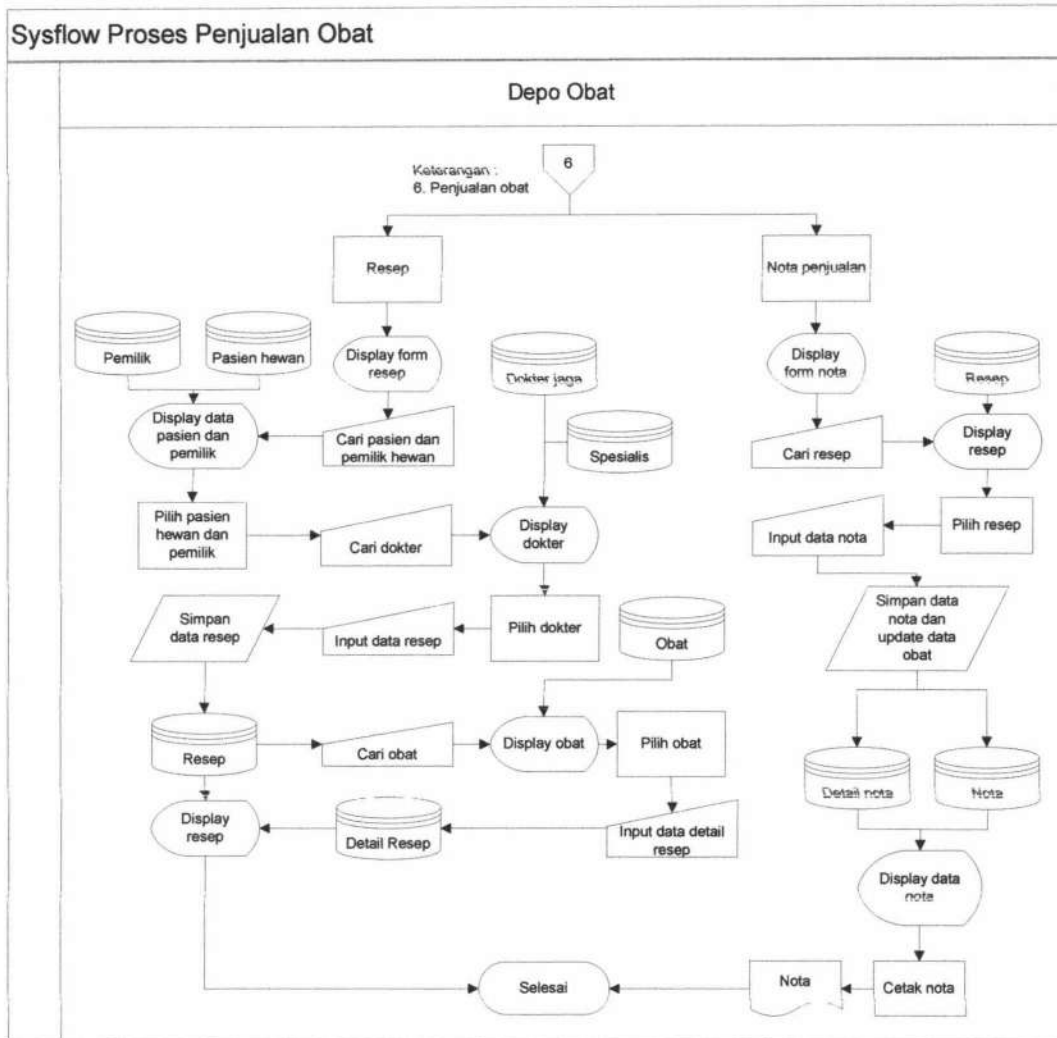 Sysflow Proses Penjualan Obat
Depo Obat
Keterangan :
6. Penjualan obat
6
Resep
Nota penjualan
Pemilik
Pasien hewan
Display form
resep
Dokter jaga
Display
form nota
Resep
Display data
pasien dan
pemilik
Cari pasien dan
pemilik hewan
Spesialis
Cari resep
Display
resep
Pilih pasien
hewan dan
pemilik
Cari dokter
Display
dokter
Input data nota
Pilih resep
Simpan
data resep
Input data resep
Pilih dokter
Obat
Simpan data
nota dan
update data
obat
Resep
Cari obat
Display obat
Pilih obat
Detail nota
Nota
Display
resep
Detail Resep
Input data detail
resep
Display data
nota
Selesai
Nota
Cetak nota